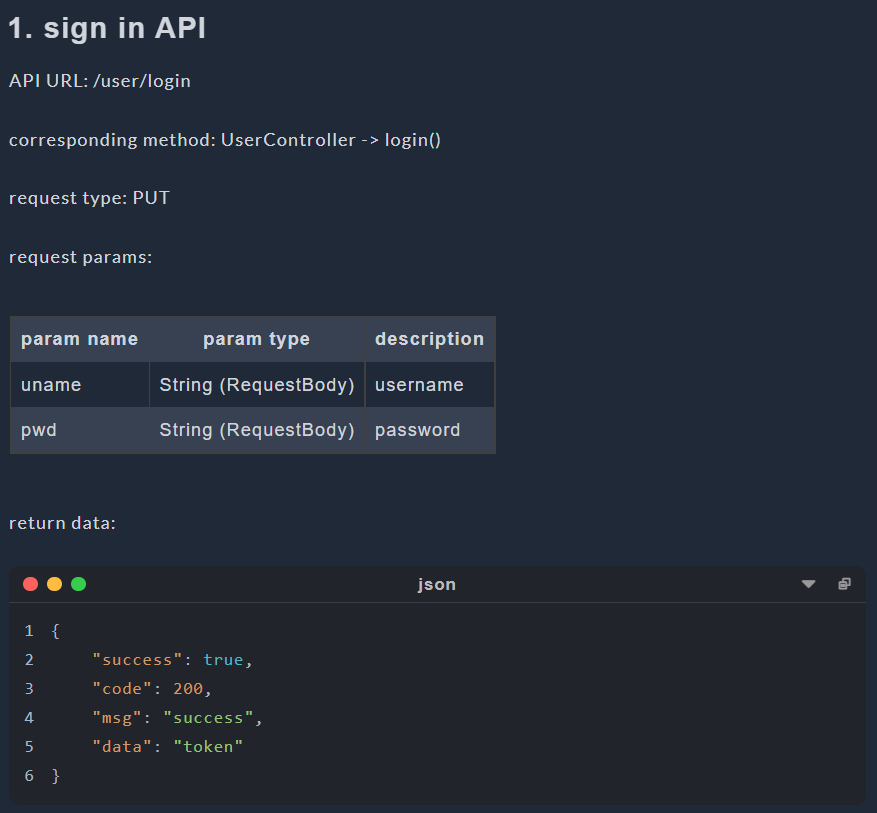 1. sign in API
API URL: /user/login
corresponding method: UserController -> login()
request type: PUT
request params:
param name param type description
uname String (RequestBody) username
pwd String (RequestBody) password
return data:
json
1 {
2     "success": true,
3     "code": 200,
4     "msg": "success",
5     "data": "token"
6 }